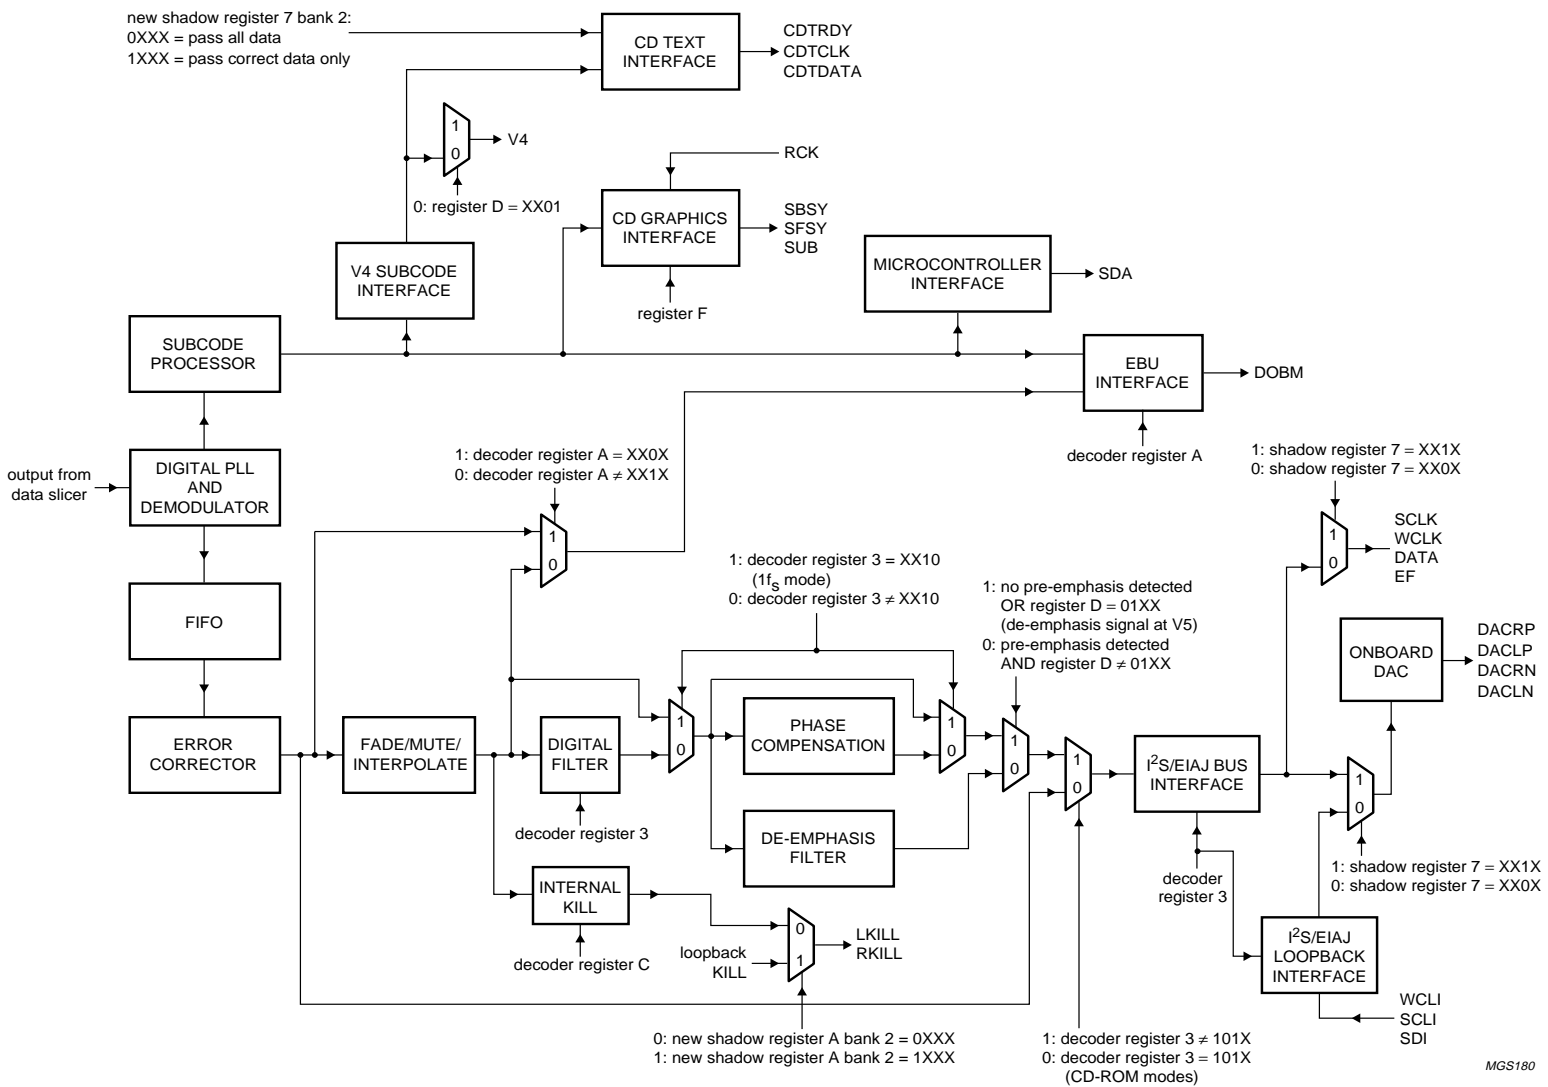 new shadow register 7 bank 2:
0XXX = pass all data
1XXX = pass correct data only
CD TEXT
INTERFACE
CDTRDY
CDTCLK
CDTDATA
1
0
V4
0: register D = XX01
RCK
CD GRAPHICS
INTERFACE
SBSY
SFSY
SUB
register F
V4 SUBCODE
INTERFACE
MICROCONTROLLER
INTERFACE
SDA
SUBCODE
PROCESSOR
EBU
INTERFACE
DOBM
decoder register A
output from
data slicer
DIGITAL PLL
AND
DEMODULATOR
1: decoder register A = XX0X
0: decoder register A ≠ XX1X
1
0
1: shadow register 7 = XX1X
0: shadow register 7 = XX0X
1
0
SCLK
WCLK
DATA
EF
FIFO
1: decoder register 3 = XX10
(1fs mode)
0: decoder register 3 ≠ XX10
1: no pre-emphasis detected
OR register D = 01XX
(de-emphasis signal at V5)
0: pre-emphasis detected
AND register D ≠ 01XX
ONBOARD
DAC
DACRP
DACLP
DACRN
DACLN
ERROR
CORRECTOR
FADE/MUTE/
INTERPOLATE
DIGITAL
FILTER
decoder register 3
1
0
PHASE
COMPENSATION
1
0
1
0
1
0
I2S/EIAJ BUS
INTERFACE
1
0
DE-EMPHASIS
FILTER
decoder
register 3
1: shadow register 7 = XX1X
0: shadow register 7 = XX0X
INTERNAL
KILL
decoder register C
loopback
KILL
0
1
LKILL
RKILL
I2S/EIAJ
LOOPBACK
INTERFACE
WCLI
SCLI
SDI
0: new shadow register A bank 2 = 0XXX
1: new shadow register A bank 2 = 1XXX
1: decoder register 3 ≠ 101X
0: decoder register 3 = 101X
(CD-ROM modes)
MGS180